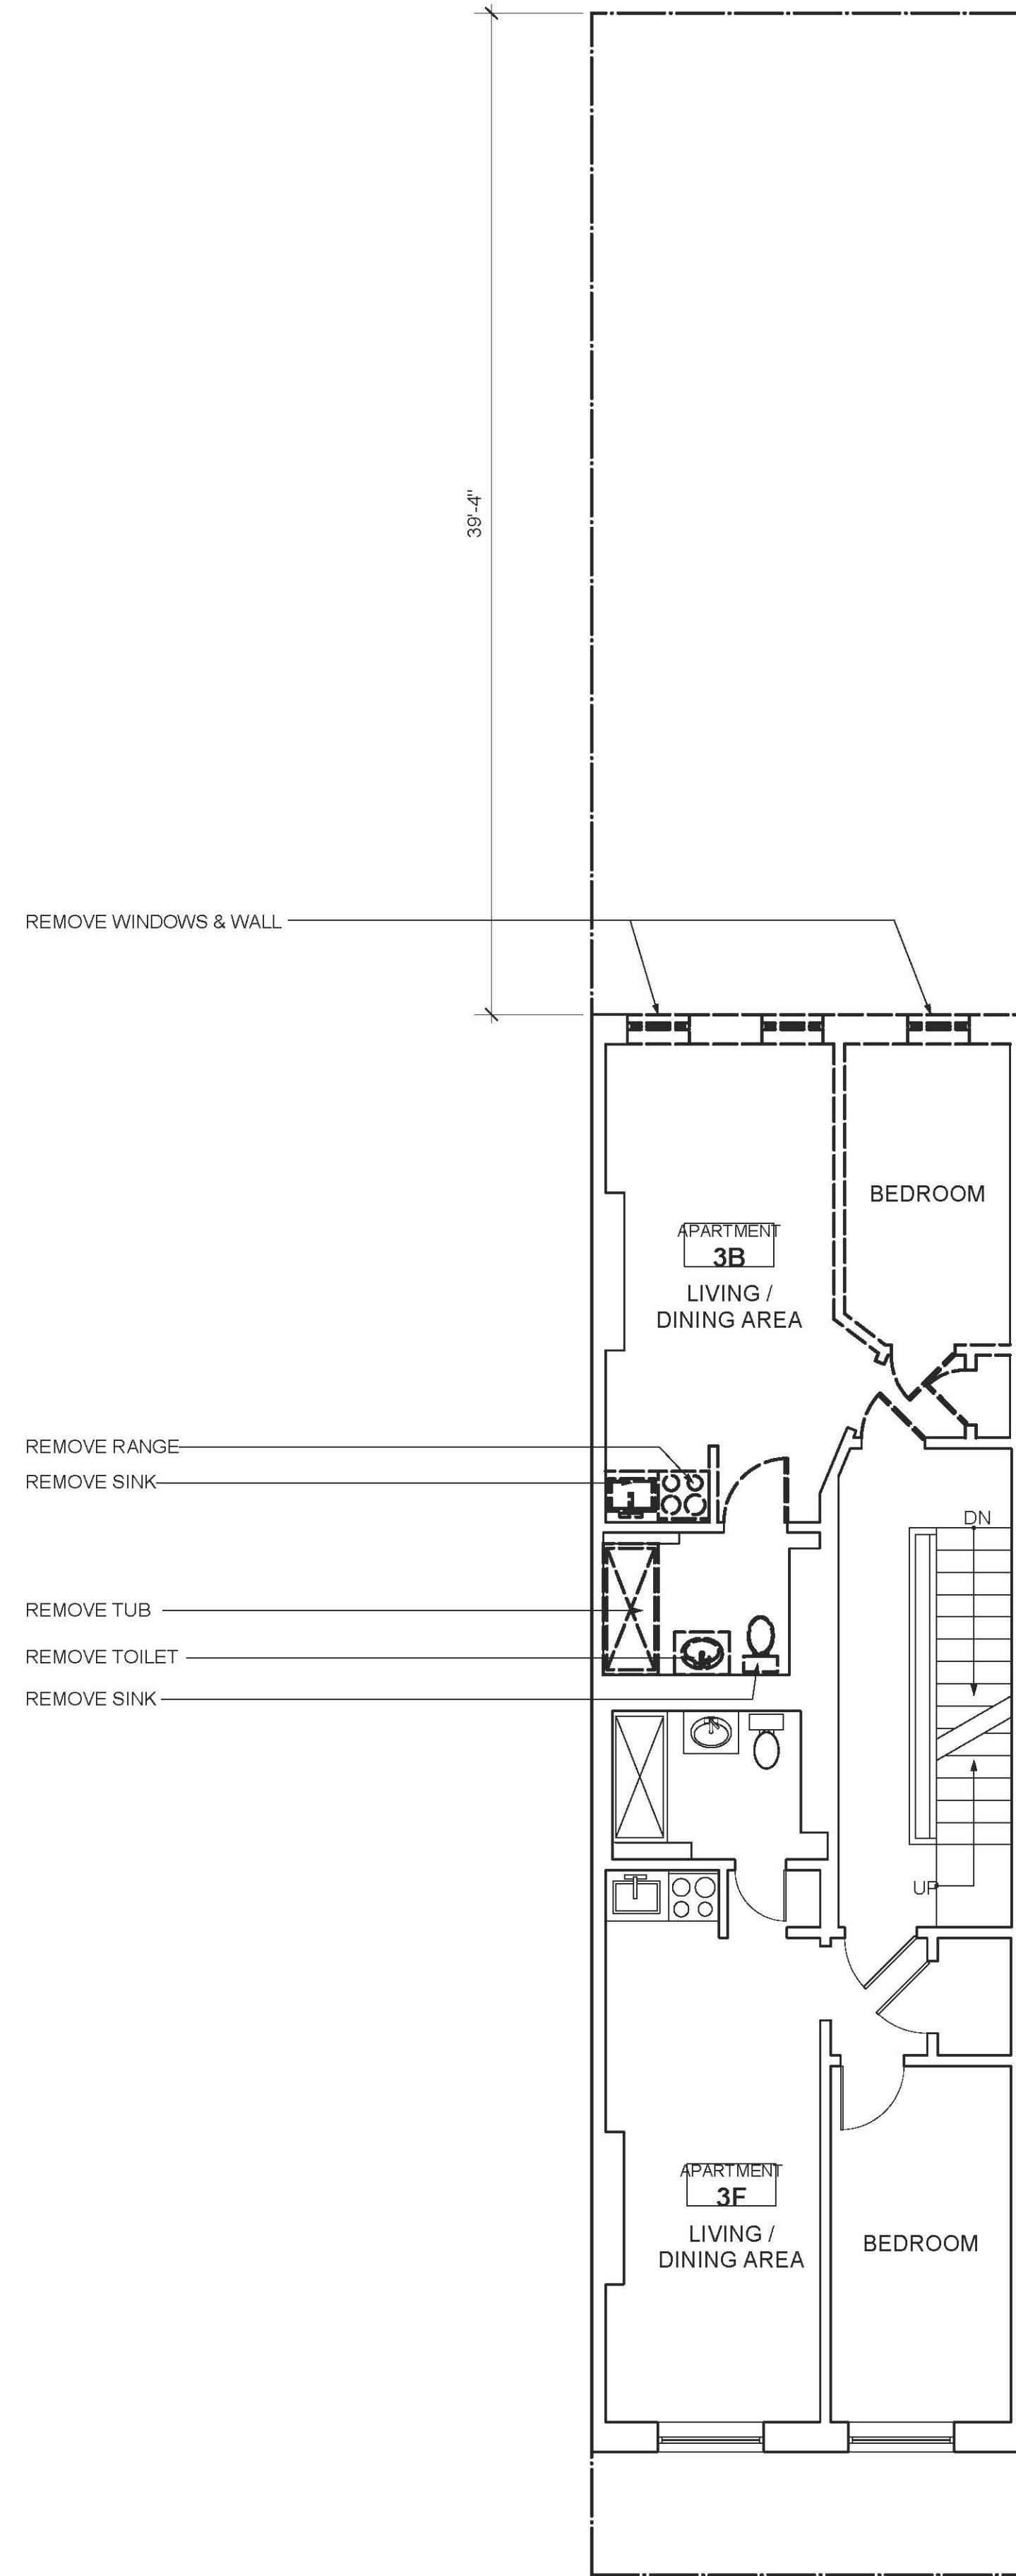 39'-4"
REMOVE WINDOWS & WALL
BEDROOM
APARTMENT
3B
LIVING /
DINING AREA
REMOVE RANGE
REMOVE SINK
DN
REMOVE TUB
REMOVE TOILET
REMOVE SINK
UP
APARTMENT
3F
LIVING /
DINING AREA
BEDROOM